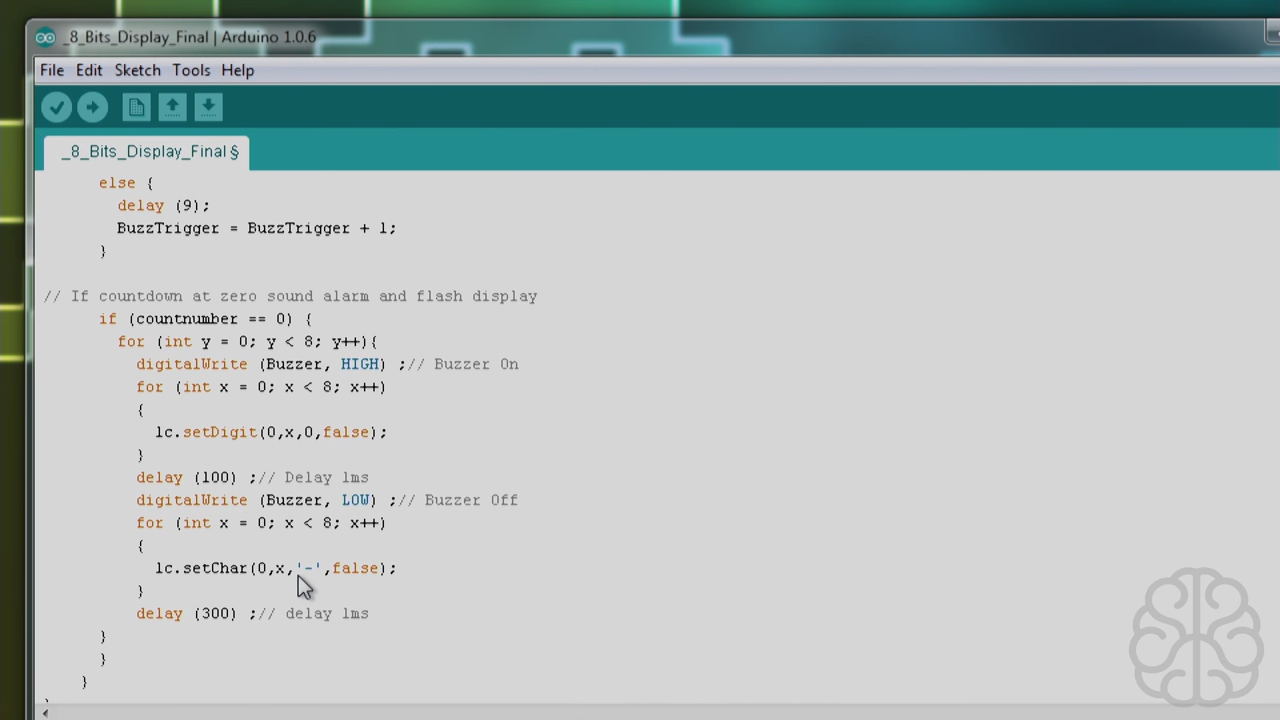 _8_Bits_Display_Final | Arduino 1.0.6
File Edit Sketch Tools Help
_8_Bits_Display_Final §
else {
delay (9);
BuzzTrigger = BuzzTrigger + 1;
}
// If countdown at zero sound alarm and flash display
if (countnumber == 0) {
for (int y = 0; y < 8; y++){
digitalWrite (Buzzer, HIGH) ;// Buzzer On
for (int x = 0; x < 8; x++)
{
lc.setDigit(0,x,0,false);
}
delay (100) ;// Delay 1ms
digitalWrite (Buzzer, LOW) ;// Buzzer Off
for (int x = 0; x < 8; x++)
{
lc.setChar(0,x,'-',false);
}
delay (300) ;// delay 1ms
}
}
}